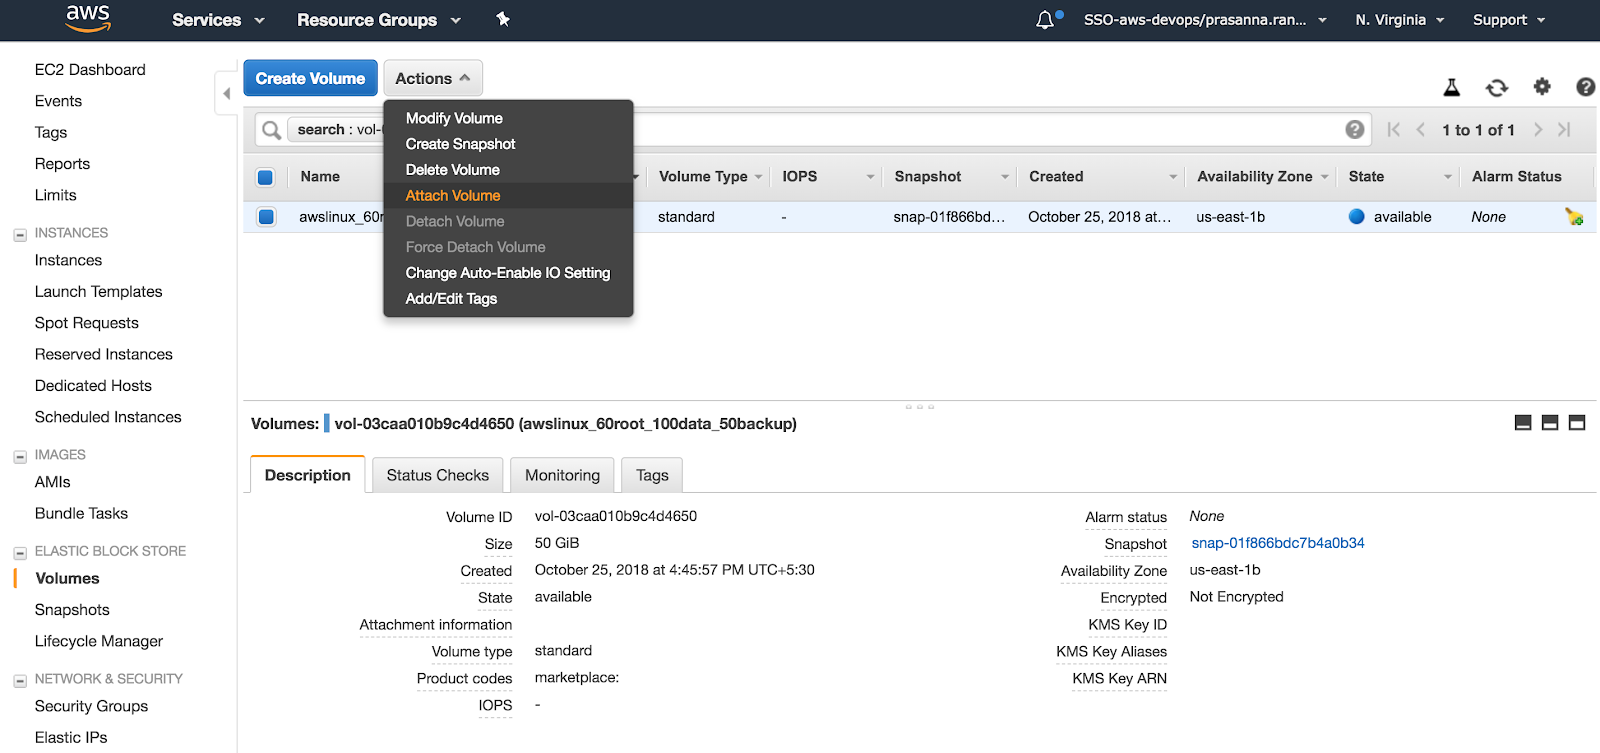 aws Services Resource Groups SSO-aws-devops/prasanna.ran... N. Virginia Support
EC2 Dashboard
Events
Tags
Reports
Limits
INSTANCES
Instances
Launch Templates
Spot Requests
Reserved Instances
Dedicated Hosts
Scheduled Instances
IMAGES
AMIs
Bundle Tasks
ELASTIC BLOCK STORE
Volumes
Snapshots
Lifecycle Manager
NETWORK & SECURITY
Security Groups
Elastic IPs
Create Volume Actions
Modify Volume
Create Snapshot
Delete Volume
Attach Volume
Detach Volume
Force Detach Volume
Change Auto-Enable IO Setting
Add/Edit Tags
search : vol- 1 to 1 of 1
Name Volume Type IOPS Snapshot Created Availability Zone State Alarm Status
awslinux_60r standard - snap-01f866bd... October 25, 2018 at... us-east-1b available None
Volumes: vol-03caa010b9c4d4650 (awslinux_60root_100data_50backup)
Description Status Checks Monitoring Tags
Volume ID vol-03caa010b9c4d4650
Size 50 GiB
Created October 25, 2018 at 4:45:57 PM UTC+5:30
State available
Attachment information
Volume type standard
Product codes marketplace:
IOPS -
Alarm status None
Snapshot snap-01f866bdc7b4a0b34
Availability Zone us-east-1b
Encrypted Not Encrypted
KMS Key ID
KMS Key Aliases
KMS Key ARN